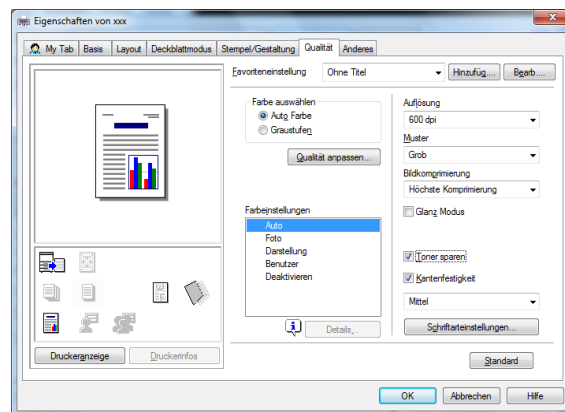 Eigenschaften von xxx
My Tab Basis Layout Deckblattmodus Stempel/Gestaltung Qualität Anderes
Favoriteneinstellung Ohne Titel Hinzufüg.... Bearb....
Farbe auswählen
Auto Farbe
Graustufen
Qualität anpassen...
Farbeinstellungen
Auto
Foto
Darstellung
Benutzer
Deaktivieren
Details...
Auflösung
600 dpi
Muster
Grob
Bildkomprimierung
Höchste Komprimierung
Glanz Modus
Toner sparen
Kantenfestigkeit
Mittel
Schriftarteinstellungen...
Druckeranzeige Druckerinfos
Standard
OK Abbrechen Hilfe